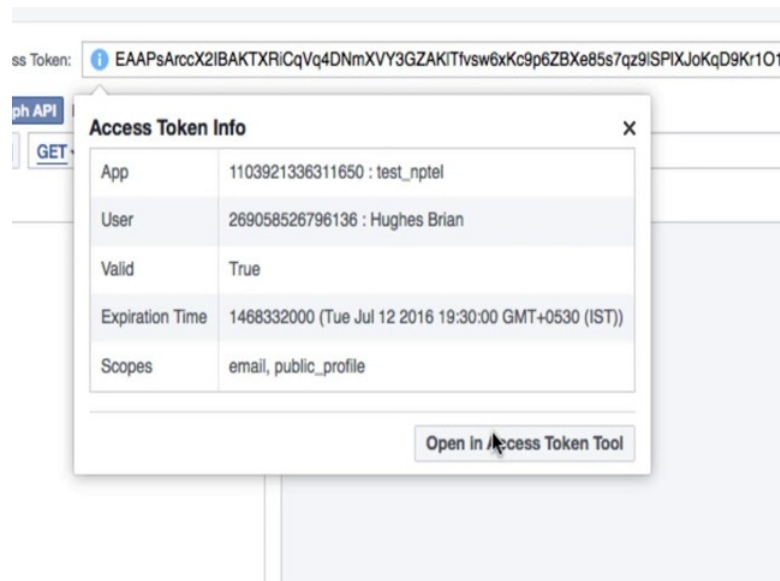 ss Token: EAAPsArccX2IBAKTXRiCqVq4DNmXVY3GZAKlTfvsw6xKc9p6ZBXe85s7qz9lSPlXJoKqD9Kr1O1
ph API
GET
Access Token Info
App 1103921336311650 : test_nptel
User 269058526796136 : Hughes Brian
Valid True
Expiration Time 1468332000 (Tue Jul 12 2016 19:30:00 GMT+0530 (IST))
Scopes email, public_profile
Open in Access Token Tool